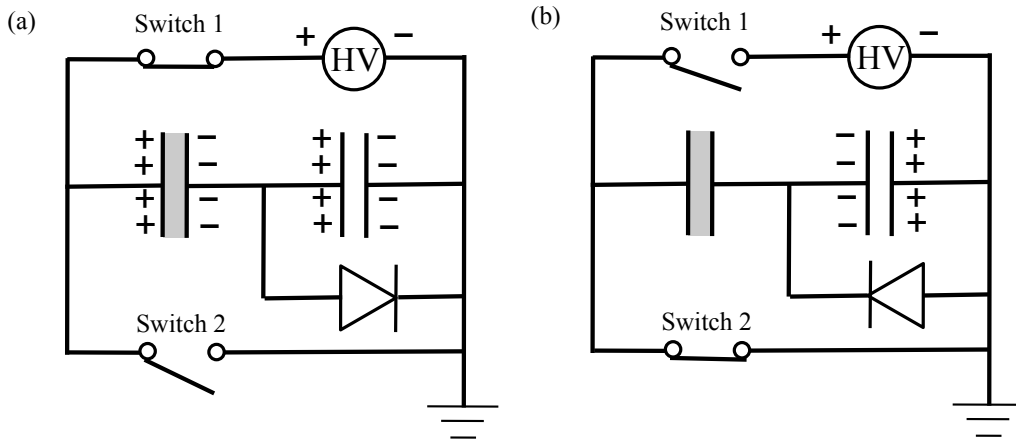 (a)
Switch 1
+ HV −
+ − + −
+ − + −
+ − + −
+ − + −
Switch 2
(b)
Switch 1
+ HV −
− +
− +
− +
− +
Switch 2